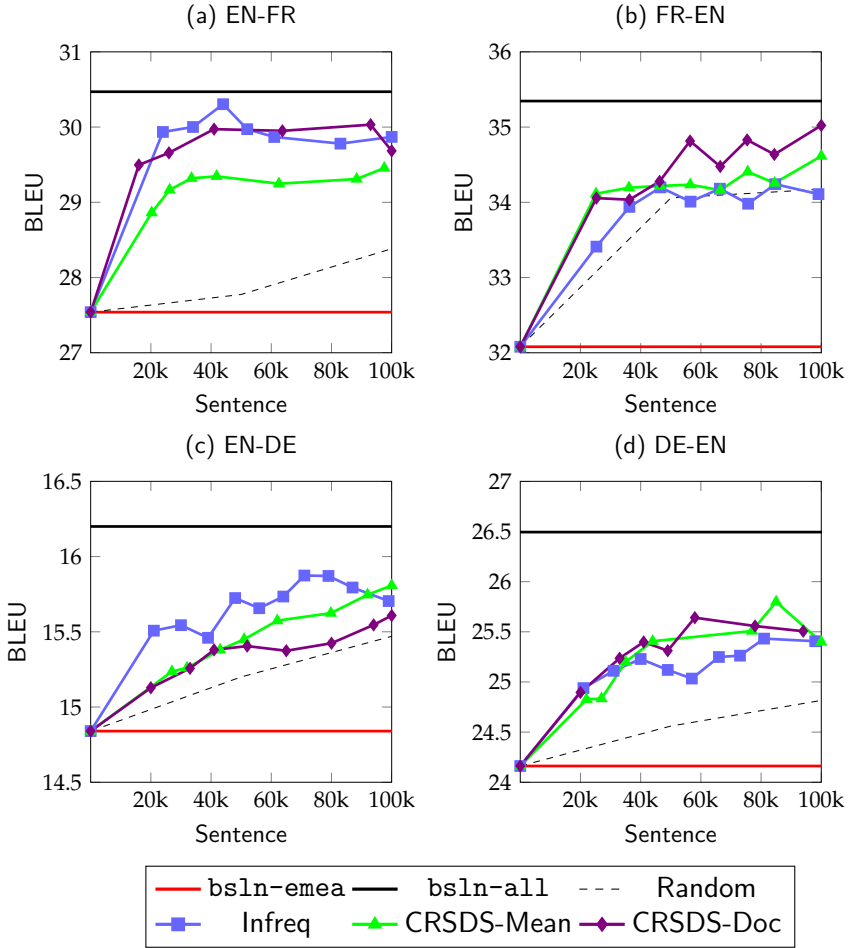 (a) EN-FR
31
30
29
28
27
BLEU
20k 40k 60k 80k 100k
Sentence
(b) FR-EN
36
35
34
33
32
BLEU
20k 40k 60k 80k 100k
Sentence
(c) EN-DE
16.5
16
15.5
15
14.5
BLEU
20k 40k 60k 80k 100k
Sentence
(d) DE-EN
27
26.5
26
25.5
25
24.5
24
BLEU
20k 40k 60k 80k 100k
Sentence
bsln-emea bsln-all Random
Infreq CRSDS-Mean CRSDS-Doc